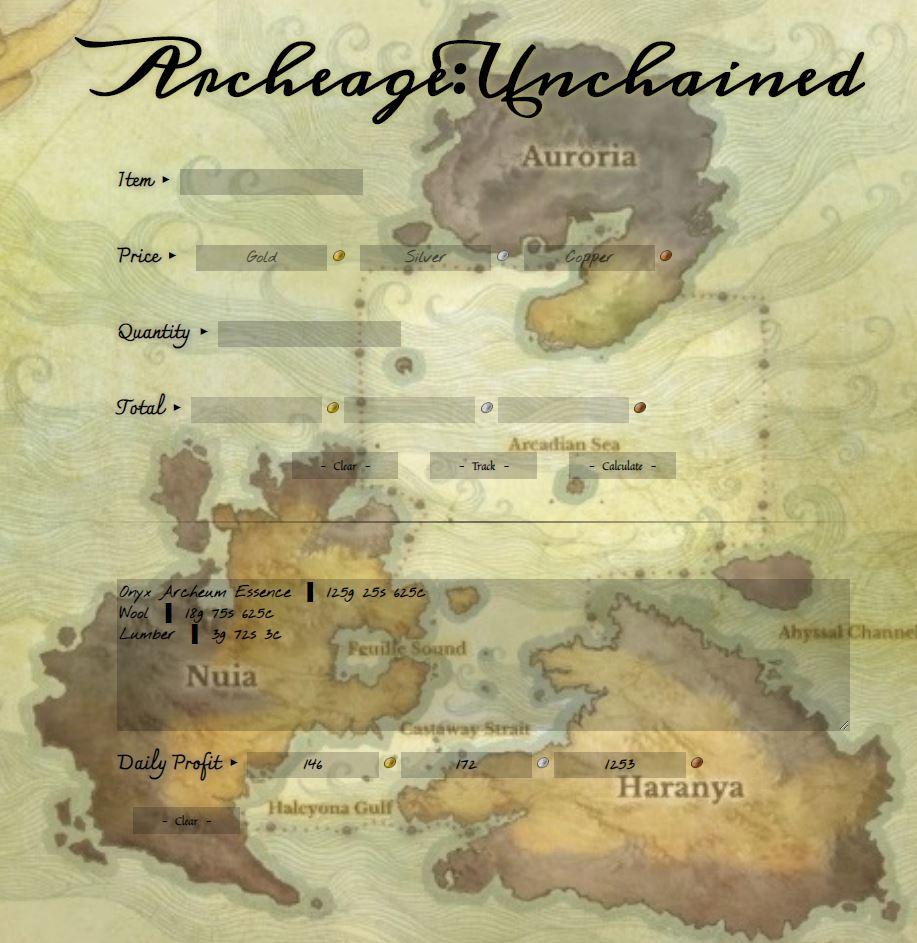 Archeage:Unchained
Auroria
Item ▸
Price ▸ Gold Silver Copper
Quantity ▸
Total ▸
Arcadian Sea
- Clear - - Track - - Calculate -
Onyx Archeum Essence ▌ 125g 25s 625c
Wool ▌ 18g 75s 625c
Lumber ▌ 3g 72s 3c
Abyssal Channel
Feuille Sound
Nuia
Castaway Strait
Daily Profit ▸ 146 172 1253
Haranya
Halcyona Gulf
- Clear -